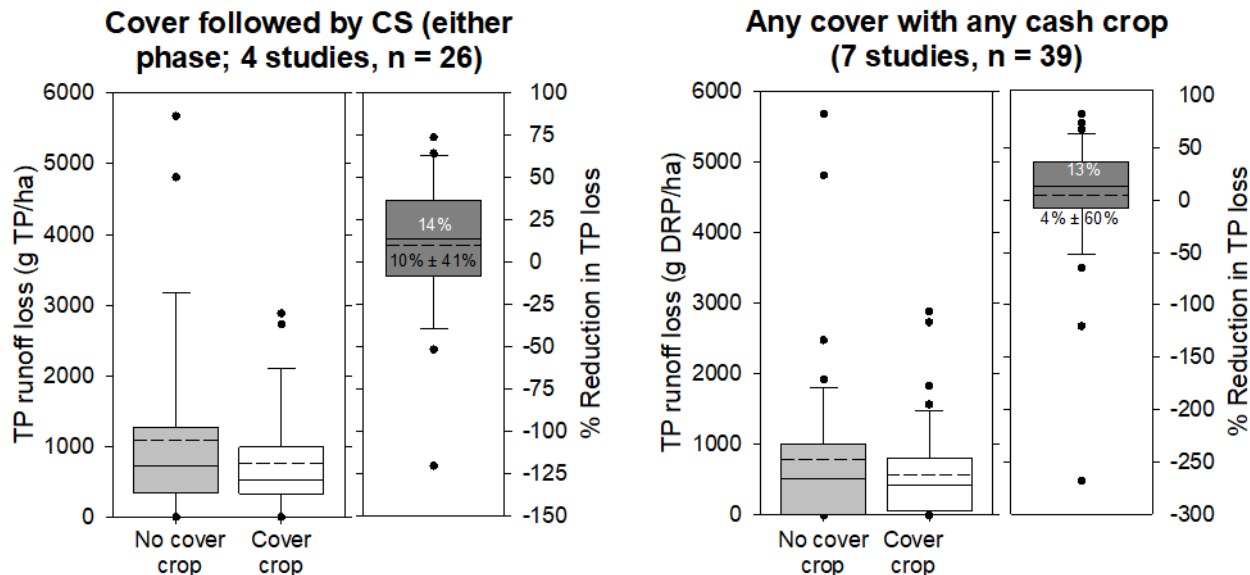 Cover followed by CS (either
phase; 4 studies, n = 26)
TP runoff loss (g TP/ha)
6000
5000
4000
3000
2000
1000
0
No cover
crop
Cover
crop
14%
10% ± 41%
100
75
50
25
0
-25
-50
-75
-100
-125
-150
% Reduction in TP loss
Any cover with any cash crop
(7 studies, n = 39)
TP runoff loss (g DRP/ha)
6000
5000
4000
3000
2000
1000
0
No cover
crop
Cover
crop
13%
4% ± 60%
100
50
0
-50
-100
-150
-200
-250
-300
% Reduction in TP loss